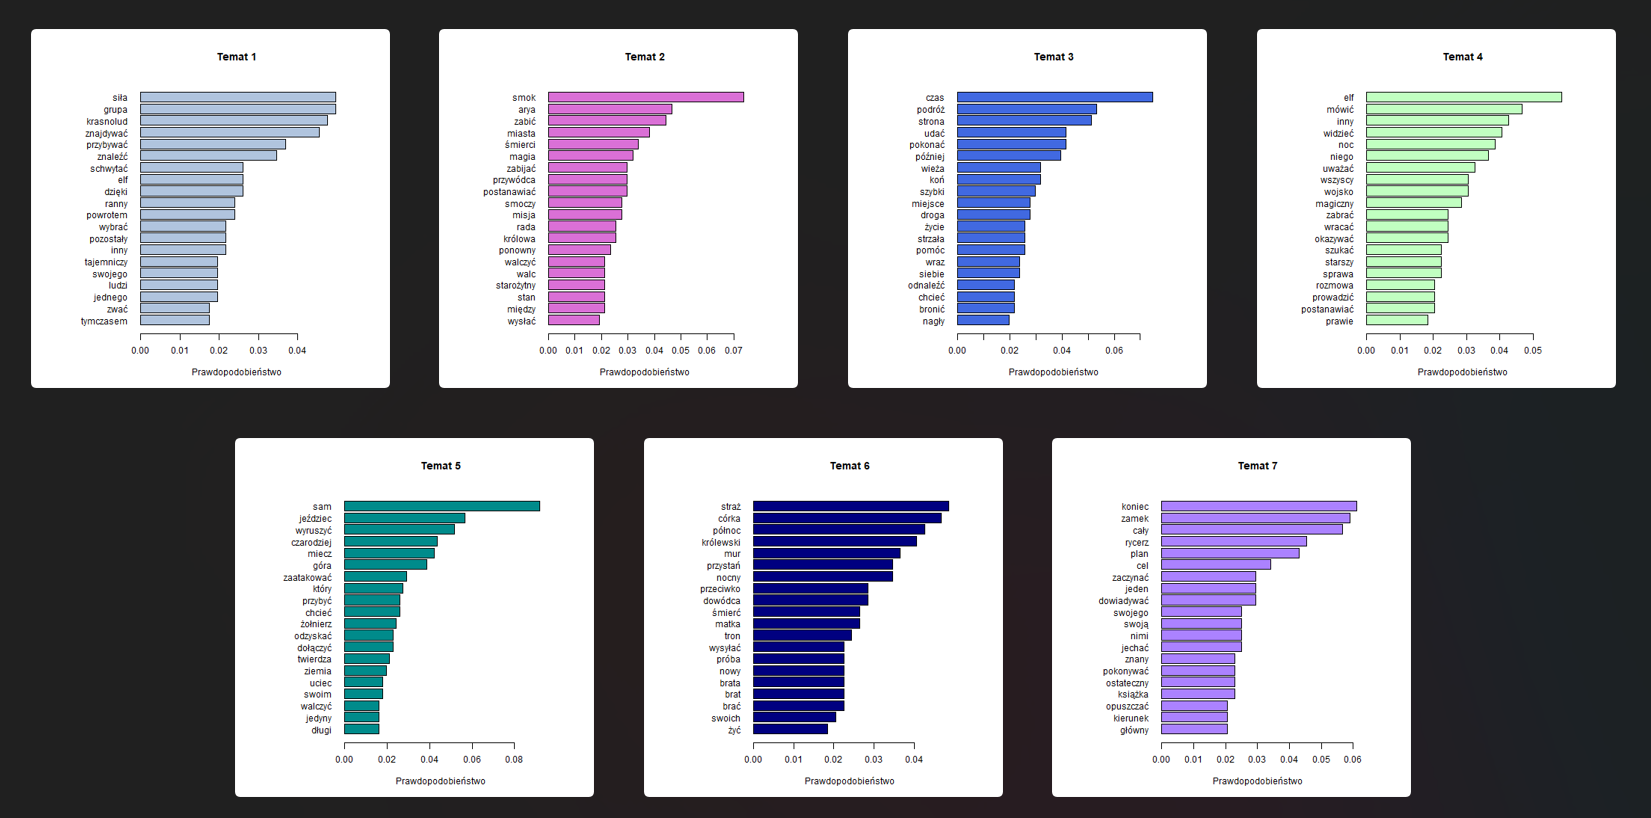 Temat 1
siła
grupa
krasnolud
znajdywać
przybywać
znaleźć
schwytać
elf
dzięki
ranny
powrotem
wybrać
pozostały
inny
tajemniczy
swojego
ludzi
jednego
zwać
tymczasem
0.00 0.01 0.02 0.03 0.04
Prawdopodobieństwo
Temat 2
smok
arya
zabić
miasta
śmierci
magia
zabijać
przywódca
postanawiać
smoczy
misja
rada
królowa
ponowny
walczyć
walc
starożytny
stan
między
wysłać
0.00 0.01 0.02 0.03 0.04 0.05 0.06 0.07
Prawdopodobieństwo
Temat 3
czas
podróż
strona
udać
pokonać
później
wieża
koń
szybki
miejsce
droga
życie
strzała
pomóc
wraz
siebie
odnaleźć
chcieć
bronić
nagły
0.00 0.02 0.04 0.06
Prawdopodobieństwo
Temat 4
elf
mówić
inny
widzieć
noc
niego
uważać
wszyscy
wojsko
magiczny
zabrać
wracać
okazywać
szukać
starszy
sprawa
rozmowa
prowadzić
postanawiać
prawie
0.00 0.01 0.02 0.03 0.04 0.05
Prawdopodobieństwo
Temat 5
sam
jeździec
wyruszyć
czarodziej
miecz
góra
zaatakować
który
przybyć
chcieć
żołnierz
odzyskać
dołączyć
twierdza
ziemia
uciec
swoim
walczyć
jedyny
długi
0.00 0.02 0.04 0.06 0.08
Prawdopodobieństwo
Temat 6
straż
córka
północ
królewski
mur
przystań
nocny
przeciwko
dowódca
śmierć
matka
tron
wysyłać
próba
nowy
brata
brat
brać
swoich
żyć
0.00 0.01 0.02 0.03 0.04
Prawdopodobieństwo
Temat 7
koniec
zamek
cały
rycerz
plan
cel
zaczynać
jeden
dowiadywać
swojego
swoją
nimi
jechać
znany
pokonywać
ostateczny
książka
opuszczać
kierunek
główny
0.00 0.01 0.02 0.03 0.04 0.05 0.06
Prawdopodobieństwo